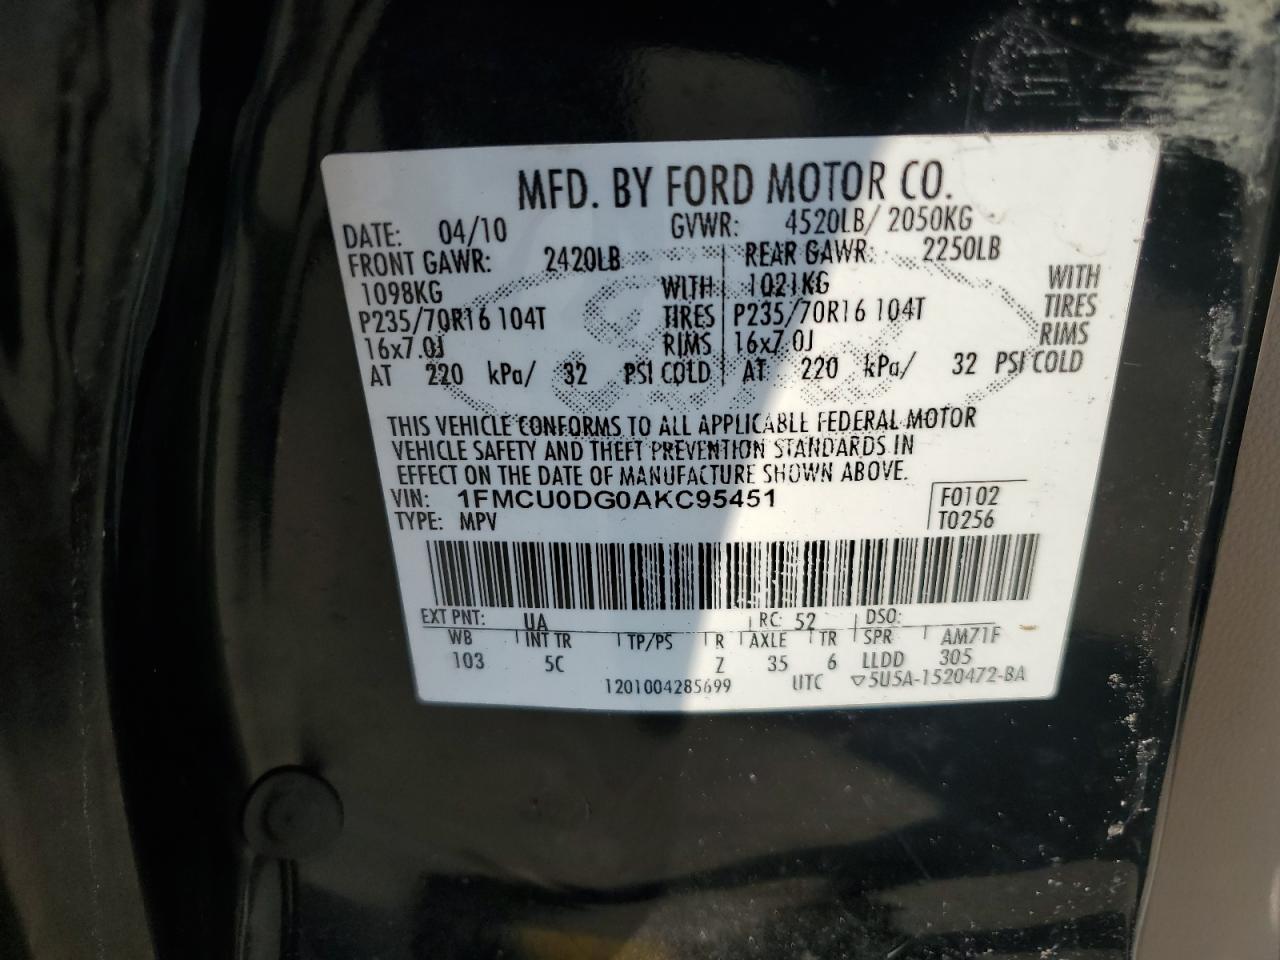 MFD. BY FORD MOTOR CO.
DATE: 04/10 GVWR: 4520LB/ 2050KG
FRONT GAWR: 2420LB REAR GAWR: 2250LB
1098KG WITH 1021KG WITH
P235/70R16 104T TIRES P235/70R16 104T TIRES
16x7.0J RIMS 16x7.0J RIMS
AT 220 kPa/ 32 PSI COLD AT 220 kPa/ 32 PSI COLD
THIS VEHICLE CONFORMS TO ALL APPLICABLE FEDERAL MOTOR
VEHICLE SAFETY AND THEFT PREVENTION STANDARDS IN
EFFECT ON THE DATE OF MANUFACTURE SHOWN ABOVE.
VIN: 1FMCU0DG0AKC95451 F0102
TYPE: MPV T0256
EXT PNT: UA RC: 52 DSO:
WB INT TR TP/PS R AXLE TR SPR AM71F
103 5C Z 35 6 LLDD 305
1201004285699 UTC ▽5U5A-1520472-BA